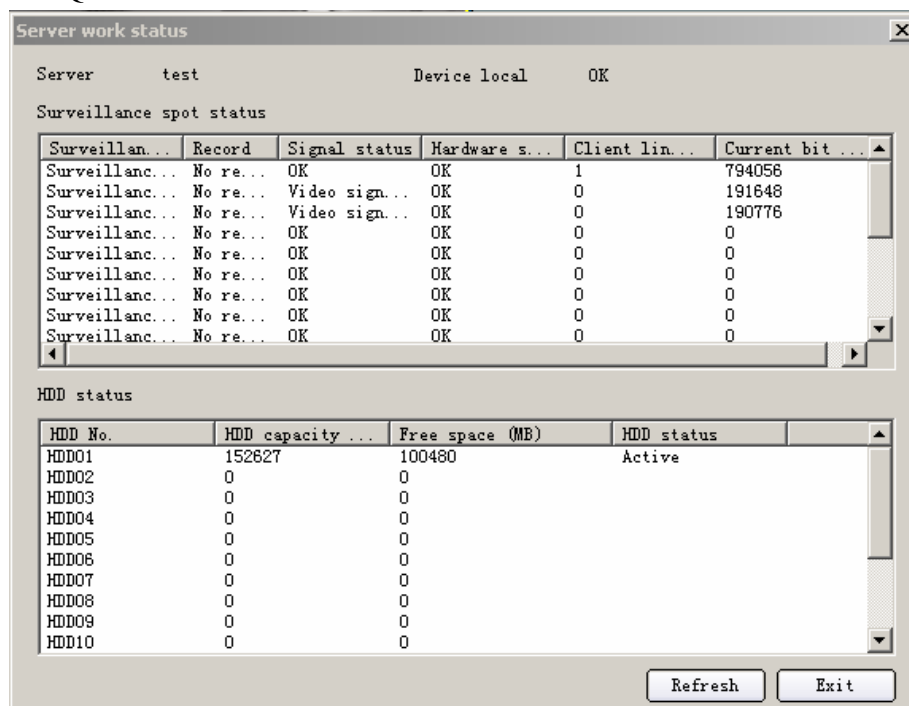 Server work status
Server test Device local OK
Surveillance spot status
Surveillan... Record Signal status Hardware s... Client lin... Current bit ...
Surveillanc... No re... OK OK 1 794056
Surveillanc... No re... Video sign... OK 0 191648
Surveillanc... No re... Video sign... OK 0 190776
Surveillanc... No re... OK OK 0 0
Surveillanc... No re... OK OK 0 0
Surveillanc... No re... OK OK 0 0
Surveillanc... No re... OK OK 0 0
Surveillanc... No re... OK OK 0 0
Surveillanc... No re... OK OK 0 0
HDD status
HDD No. HDD capacity ... Free space (MB) HDD status
HDD01 152627 100480 Active
HDD02 0 0
HDD03 0 0
HDD04 0 0
HDD05 0 0
HDD06 0 0
HDD07 0 0
HDD08 0 0
HDD09 0 0
HDD10 0 0
Refresh Exit